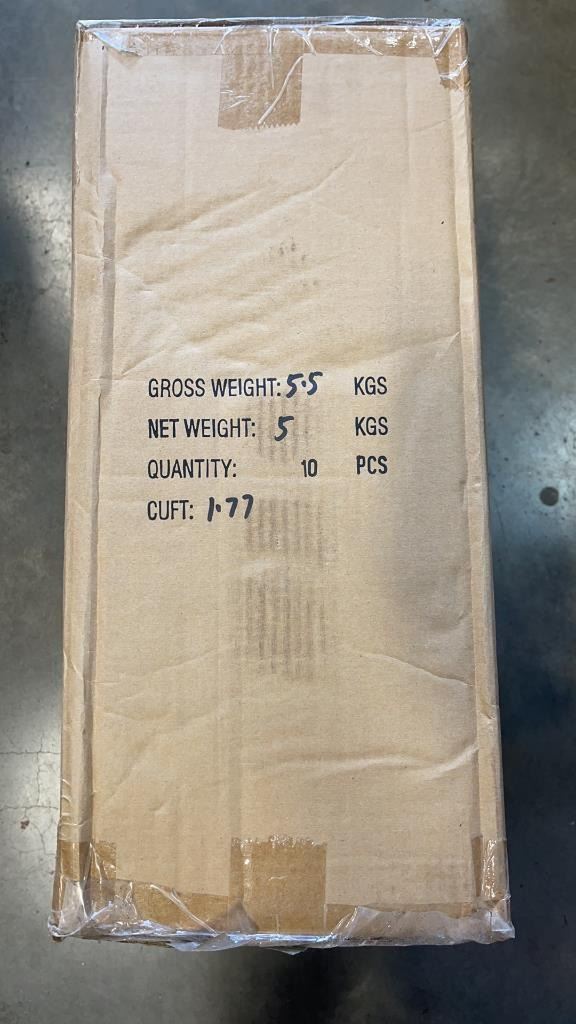 GROSS WEIGHT: 5.5 KGS
NET WEIGHT: 5 KGS
QUANTITY: 10 PCS
CUFT: 1.77